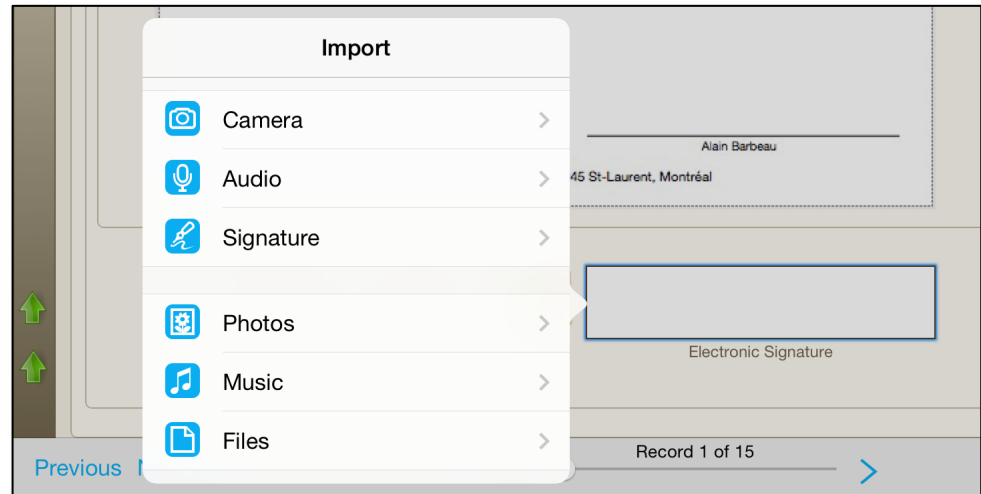 Import
Camera
Audio
Signature
Photos
Music
Files
Alain Barbeau
45 St-Laurent, Montréal
Electronic Signature
Previous
Record 1 of 15